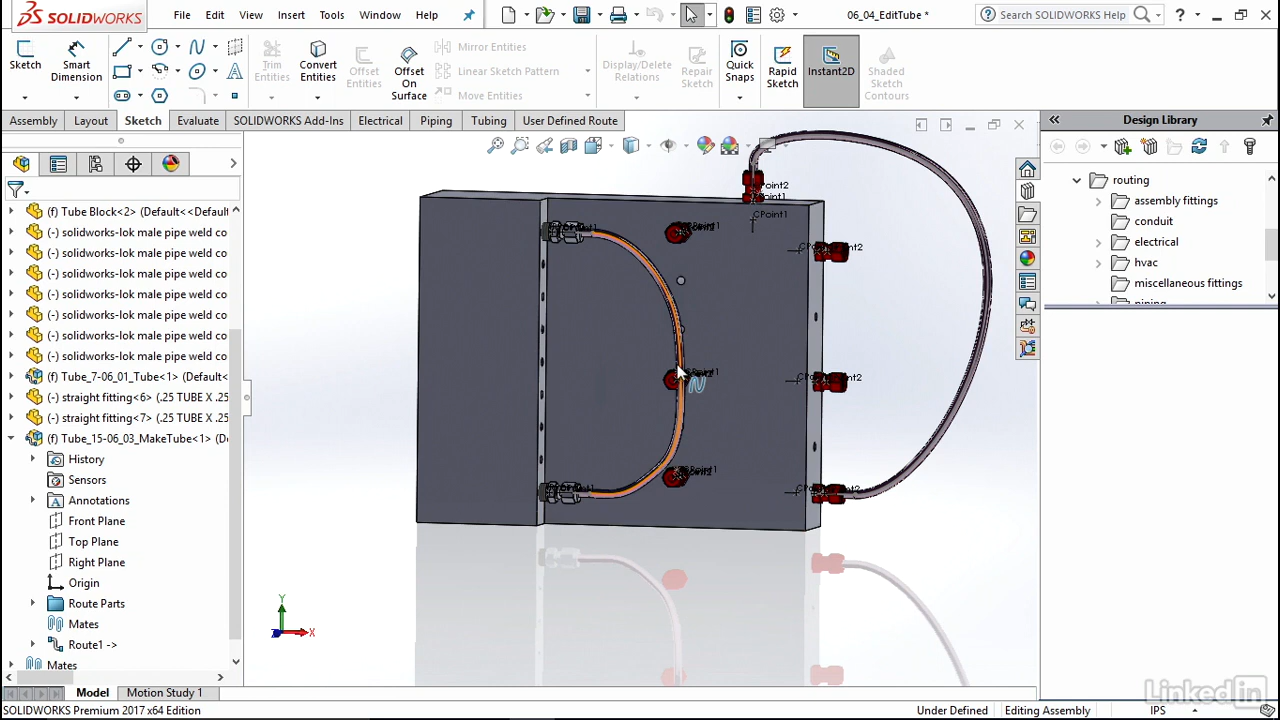 SOLIDWORKS
File Edit View Insert Tools Window Help
06_04_EditTube *
Search SOLIDWORKS Help
Sketch
Smart Dimension
Trim Entities
Convert Entities
Offset Entities
Offset On Surface
Mirror Entities
Linear Sketch Pattern
Move Entities
Display/Delete Relations
Repair Sketch
Quick Snaps
Rapid Sketch
Instant2D
Shaded Sketch Contours
Assembly Layout Sketch Evaluate SOLIDWORKS Add-Ins Electrical Piping Tubing User Defined Route
Design Library
(f) Tube Block<2> (Default<<Defaul
(-) solidworks-lok male pipe weld co
(-) solidworks-lok male pipe weld co
(-) solidworks-lok male pipe weld co
(-) solidworks-lok male pipe weld co
(-) solidworks-lok male pipe weld co
(-) solidworks-lok male pipe weld co
(-) solidworks-lok male pipe weld co
(f) Tube_7-06_01_Tube<1> (Default<
(-) straight fitting<6> (.25 TUBE X .2
(-) straight fitting<7> (.25 TUBE X .2
(f) Tube_15-06_03_MakeTube<1> (De
History
Sensors
Annotations
Front Plane
Top Plane
Right Plane
Origin
Route Parts
Mates
Route1 ->
Mates
CPoint1
routing
assembly fittings
conduit
electrical
hvac
miscellaneous fittings
piping
X
Y
Model Motion Study 1
SOLIDWORKS Premium 2017 x64 Edition
Under Defined Editing Assembly IPS
LinkedIn